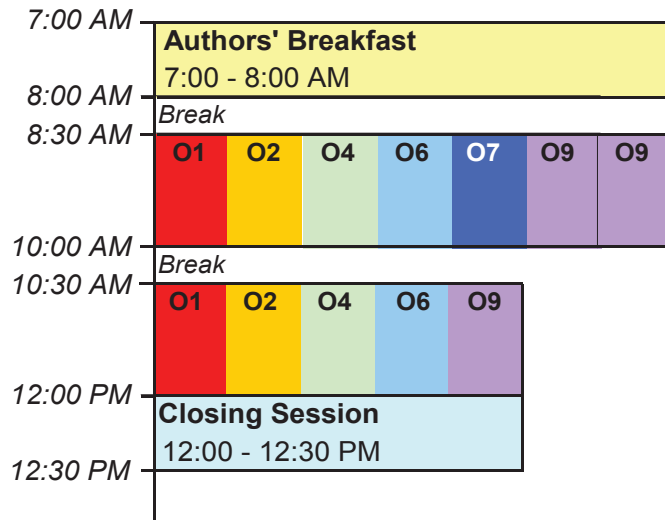 7:00 AM
Authors' Breakfast
7:00 - 8:00 AM
8:00 AM
Break
8:30 AM
O1 O2 O4 O6 O7 O9 O9
10:00 AM
Break
10:30 AM
O1 O2 O4 O6 O9
12:00 PM
Closing Session
12:00 - 12:30 PM
12:30 PM